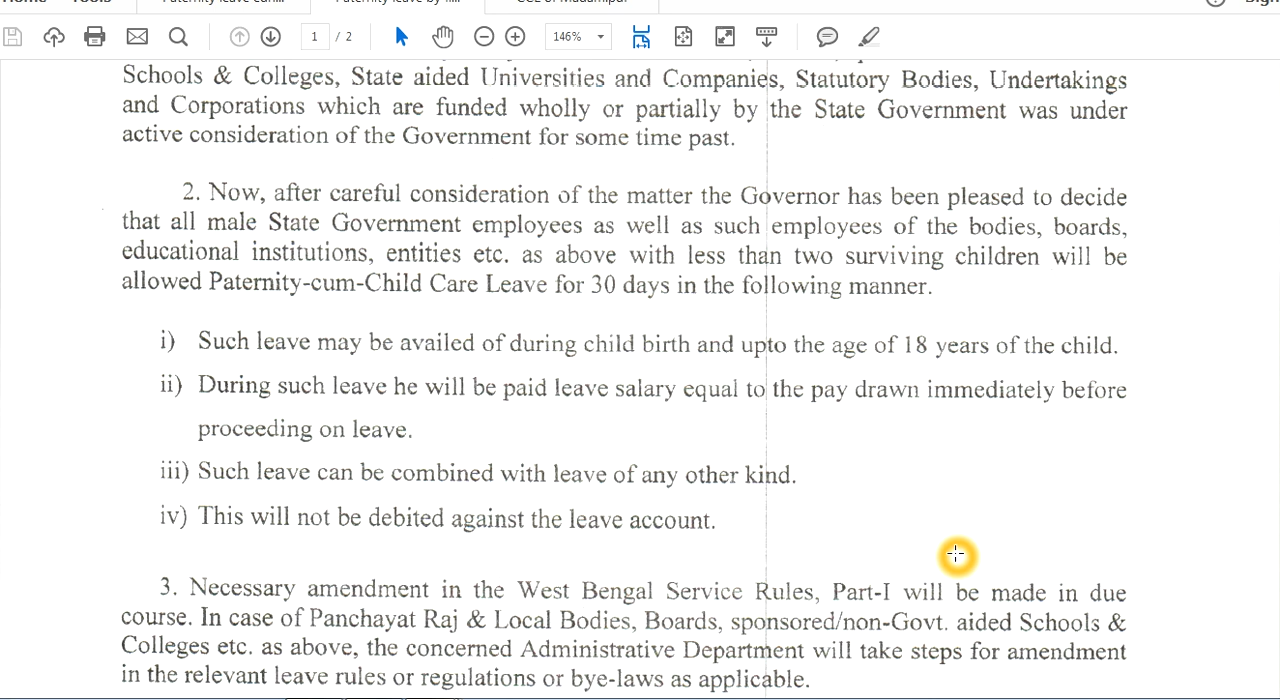 1 / 2
146%
Schools & Colleges, State aided Universities and Companies, Statutory Bodies, Undertakings
and Corporations which are funded wholly or partially by the State Government was under
active consideration of the Government for some time past.
2. Now, after careful consideration of the matter the Governor has been pleased to decide
that all male State Government employees as well as such employees of the bodies, boards,
educational institutions, entities etc. as above with less than two surviving children will be
allowed Paternity-cum-Child Care Leave for 30 days in the following manner.
i) Such leave may be availed of during child birth and upto the age of 18 years of the child.
ii) During such leave he will be paid leave salary equal to the pay drawn immediately before
proceeding on leave.
iii) Such leave can be combined with leave of any other kind.
iv) This will not be debited against the leave account.
3. Necessary amendment in the West Bengal Service Rules, Part-I will be made in due
course. In case of Panchayat Raj & Local Bodies, Boards, sponsored/non-Govt. aided Schools &
Colleges etc. as above, the concerned Administrative Department will take steps for amendment
in the relevant leave rules or regulations or bye-laws as applicable.